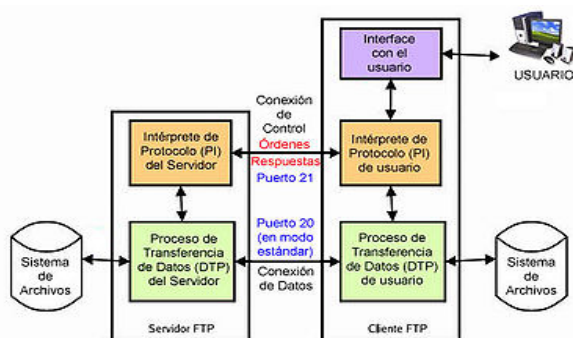 Interface
con el
usuario
USUARIO
Conexión
de
Control
Órdenes
Respuestas
Puerto 21
Intérprete de
Protocolo (PI)
del Servidor
Intérprete de
Protocolo (PI)
de usuario
Puerto 20
(en modo
estándar)
Conexión
de Datos
Sistema
de
Archivos
Proceso de
Transferencia
de Datos (DTP)
del Servidor
Proceso de
Transferencia
de Datos (DTP)
de usuario
Sistema
de
Archivos
Servidor FTP
Cliente FTP